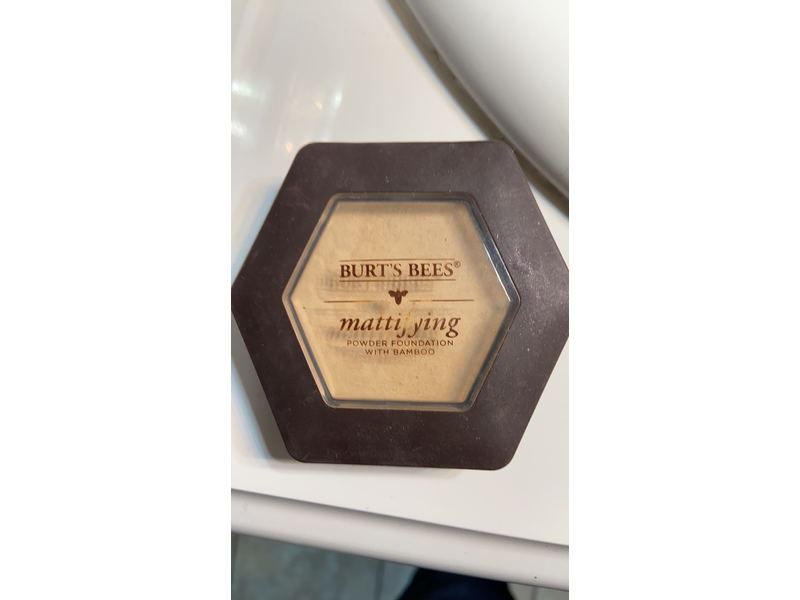 BURT'S BEES®
mattifying
POWDER FOUNDATION
WITH BAMBOO